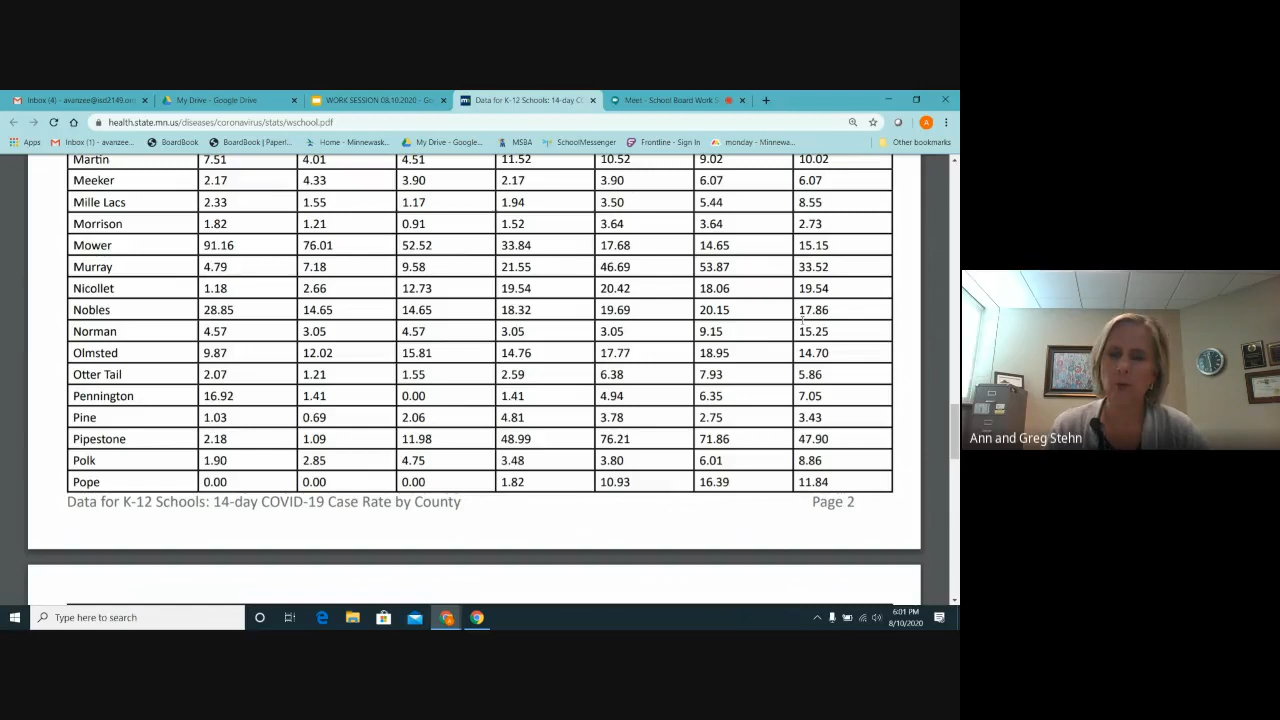 Inbox (4) - avanzee@isd2149.org
My Drive - Google Drive
WORK SESSION 08.10.2020 - Go
Data for K-12 Schools: 14-day CO
Meet - School Board Work S
health.state.mn.us/diseases/coronavirus/stats/wschool.pdf
Apps
Inbox (1) - avanzee...
BoardBook
BoardBook | Paperl...
Home - Minnewask...
My Drive - Google...
MSBA
SchoolMessenger
Frontline - Sign In
monday - Minnewa...
Other bookmarks
Martin 7.51 4.01 4.51 11.52 10.52 9.02 10.02
Meeker 2.17 4.33 3.90 2.17 3.90 6.07 6.07
Mille Lacs 2.33 1.55 1.17 1.94 3.50 5.44 8.55
Morrison 1.82 1.21 0.91 1.52 3.64 3.64 2.73
Mower 91.16 76.01 52.52 33.84 17.68 14.65 15.15
Murray 4.79 7.18 9.58 21.55 46.69 53.87 33.52
Nicollet 1.18 2.66 12.73 19.54 20.42 18.06 19.54
Nobles 28.85 14.65 14.65 18.32 19.69 20.15 17.86
Norman 4.57 3.05 4.57 3.05 3.05 9.15 15.25
Olmsted 9.87 12.02 15.81 14.76 17.77 18.95 14.70
Otter Tail 2.07 1.21 1.55 2.59 6.38 7.93 5.86
Pennington 16.92 1.41 0.00 1.41 4.94 6.35 7.05
Pine 1.03 0.69 2.06 4.81 3.78 2.75 3.43
Pipestone 2.18 1.09 11.98 48.99 76.21 71.86 47.90
Polk 1.90 2.85 4.75 3.48 3.80 6.01 8.86
Pope 0.00 0.00 0.00 1.82 10.93 16.39 11.84
Data for K-12 Schools: 14-day COVID-19 Case Rate by County Page 2
Ann and Greg Stehn
Type here to search
6:01 PM
8/10/2020